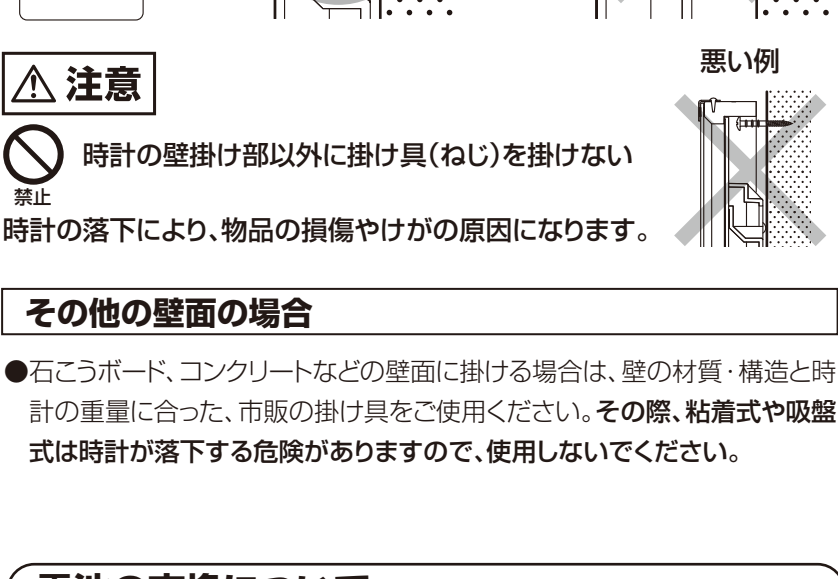 悪い例
⚠ 注意
時計の壁掛け部以外に掛け具(ねじ)を掛けない
禁止
時計の落下により、物品の損傷やけがの原因になります。
その他の壁面の場合
●石こうボード、コンクリートなどの壁面に掛ける場合は、壁の材質・構造と時
計の重量に合った、市販の掛け具をご使用ください。その際、粘着式や吸盤
式は時計が落下する危険がありますので、使用しないでください。